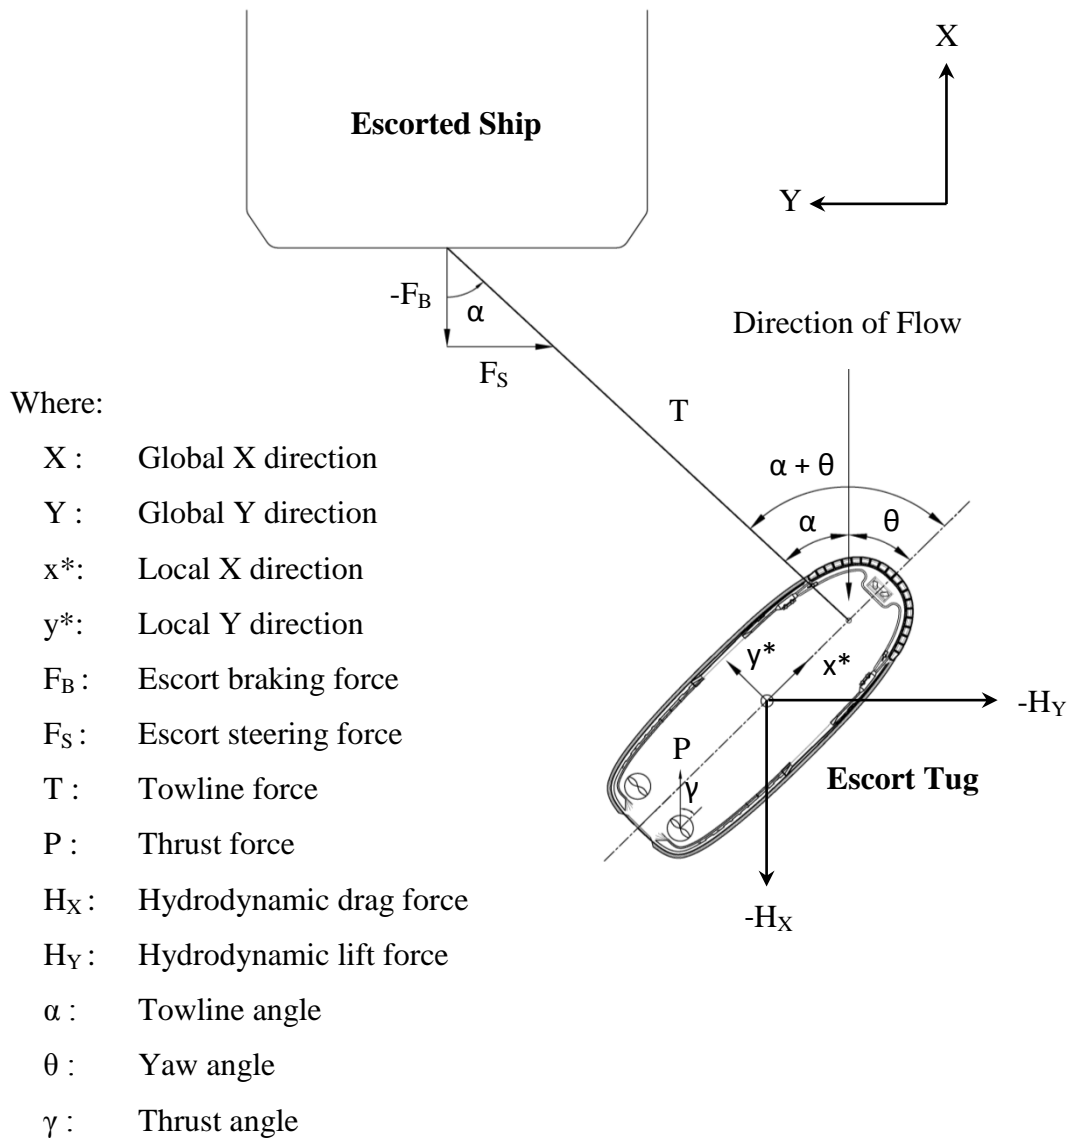 X
Escorted Ship
Y
-F_B
α
F_S
Direction of Flow
T
α + θ
α
θ
y*
x*
-H_Y
P
γ
Escort Tug
-H_X
Where:
X : Global X direction
Y : Global Y direction
x*: Local X direction
y*: Local Y direction
F_B : Escort braking force
F_S : Escort steering force
T : Towline force
P : Thrust force
H_X : Hydrodynamic drag force
H_Y : Hydrodynamic lift force
α : Towline angle
θ : Yaw angle
γ : Thrust angle